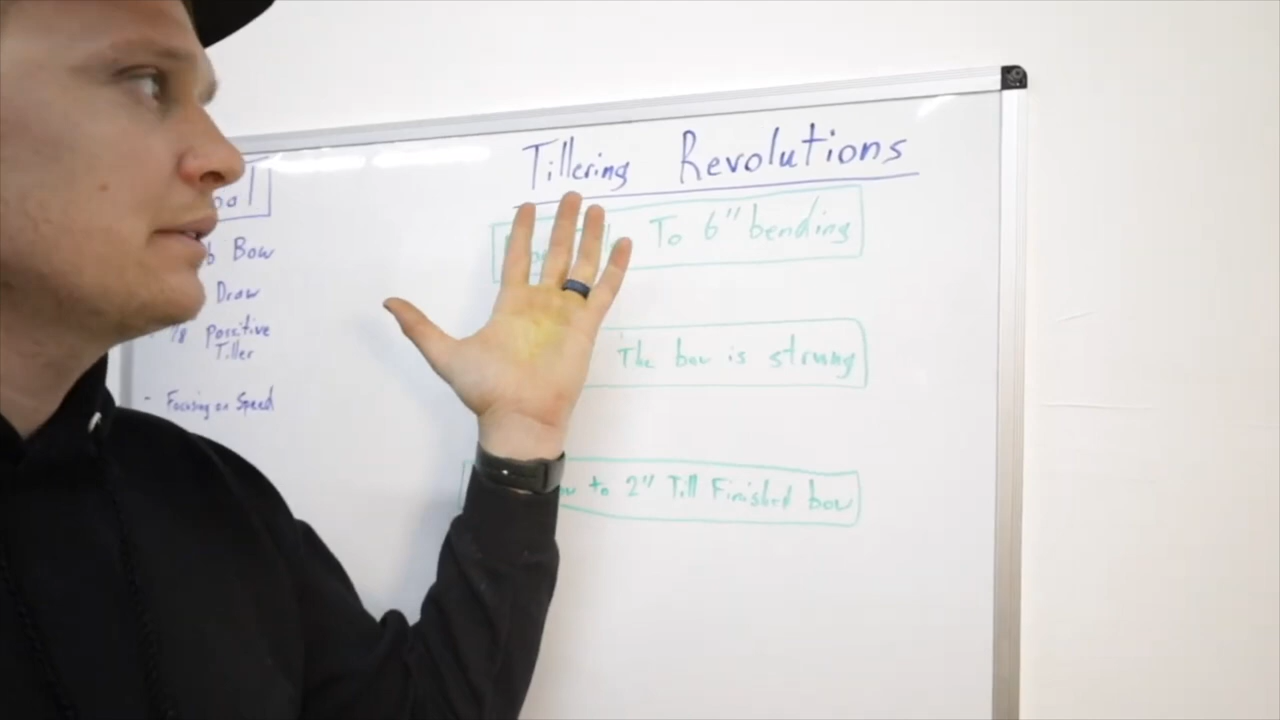 Tillering Revolutions
To 6" bending
The bow is strong
to 2" Till Finished bow
Bow
Draw
Positive
Tiller
- Focusing on Speed